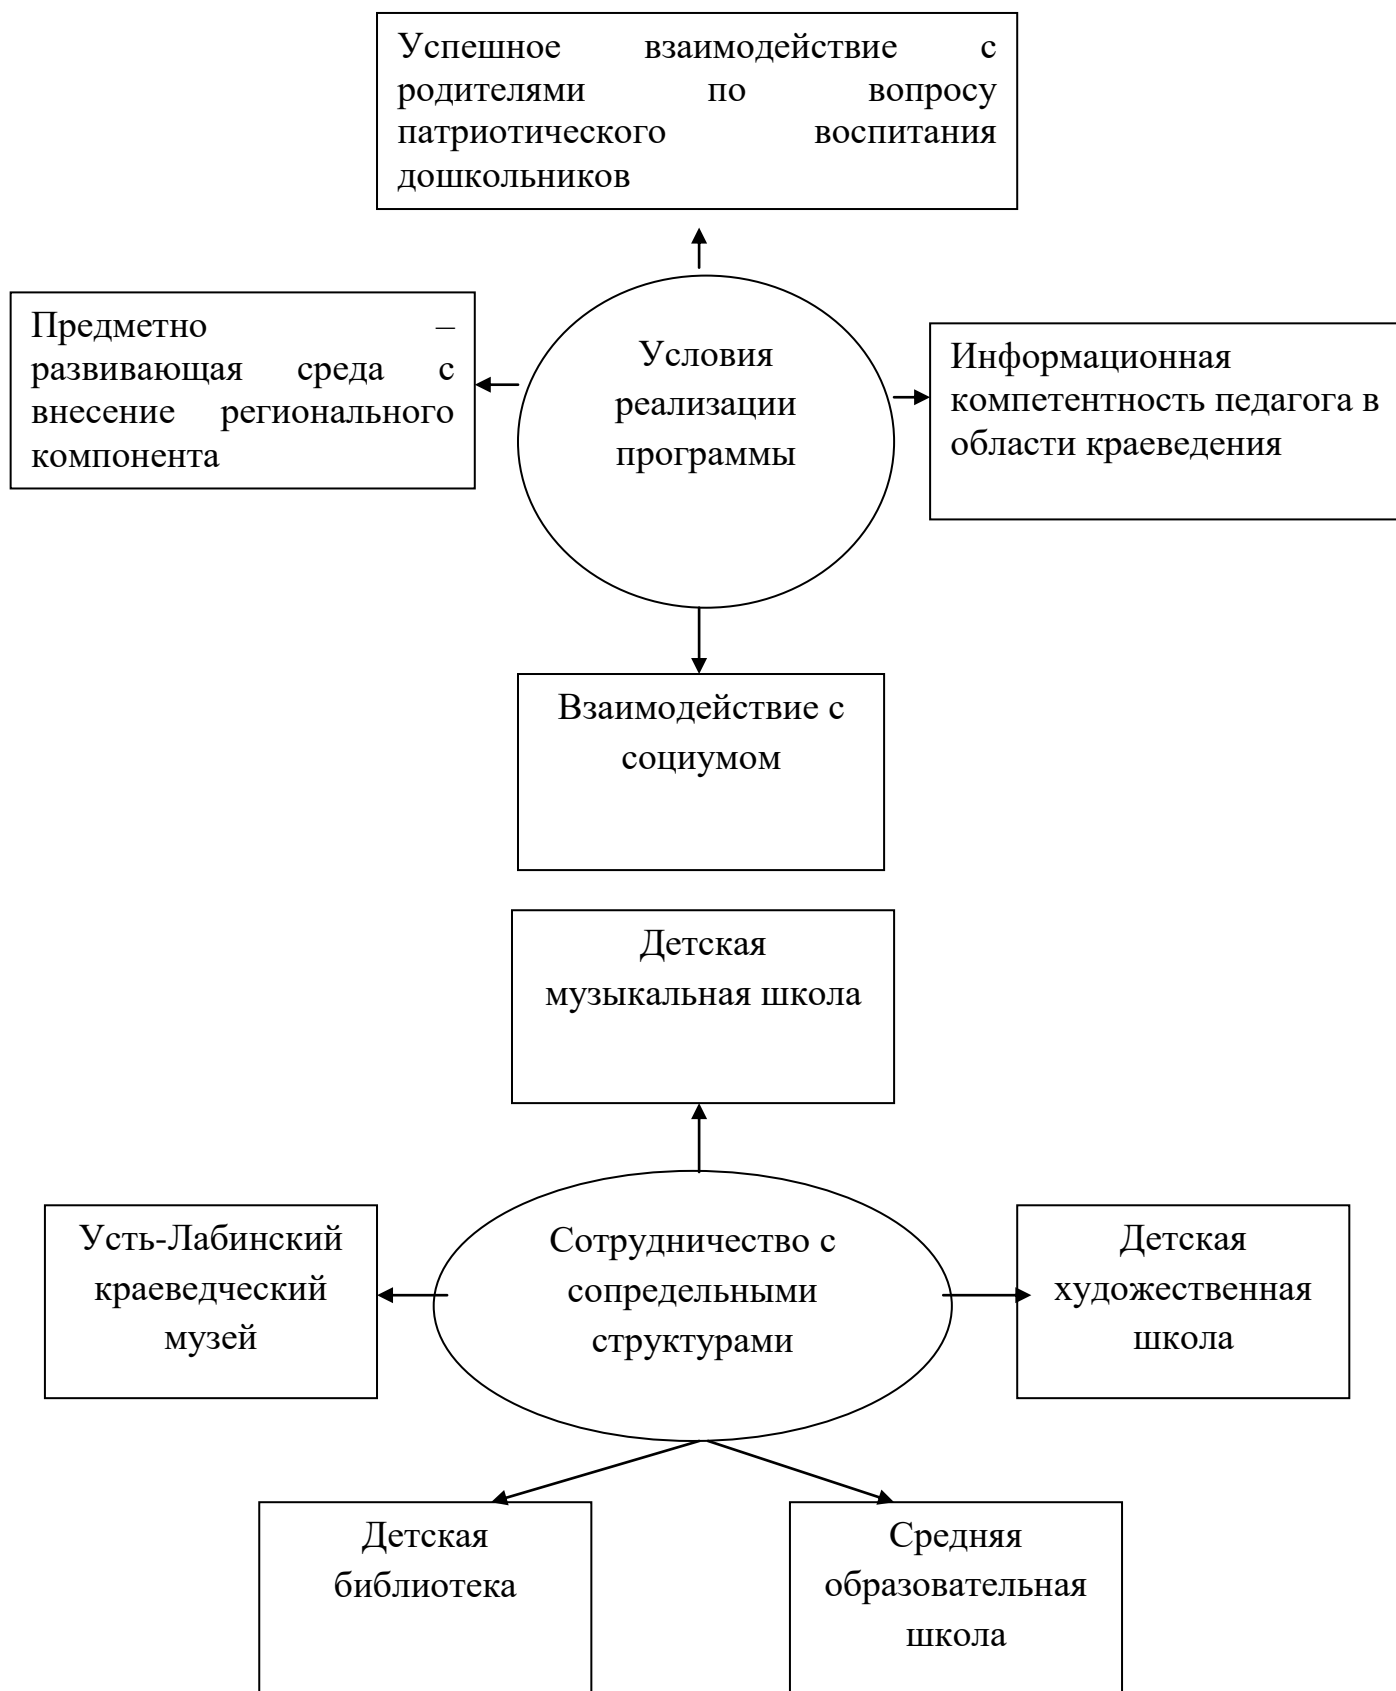 Успешное взаимодействие с
родителями по вопросу
патриотического воспитания
дошкольников
Предметно –
развивающая среда с
внесение регионального
компонента
Условия
реализации
программы
Информационная
компетентность педагога в
области краеведения
Взаимодействие с
социумом
Детская
музыкальная школа
Усть-Лабинский
краеведческий
музей
Сотрудничество с
сопредельными
структурами
Детская
художественная
школа
Детская
библиотека
Средняя
образовательная
школа